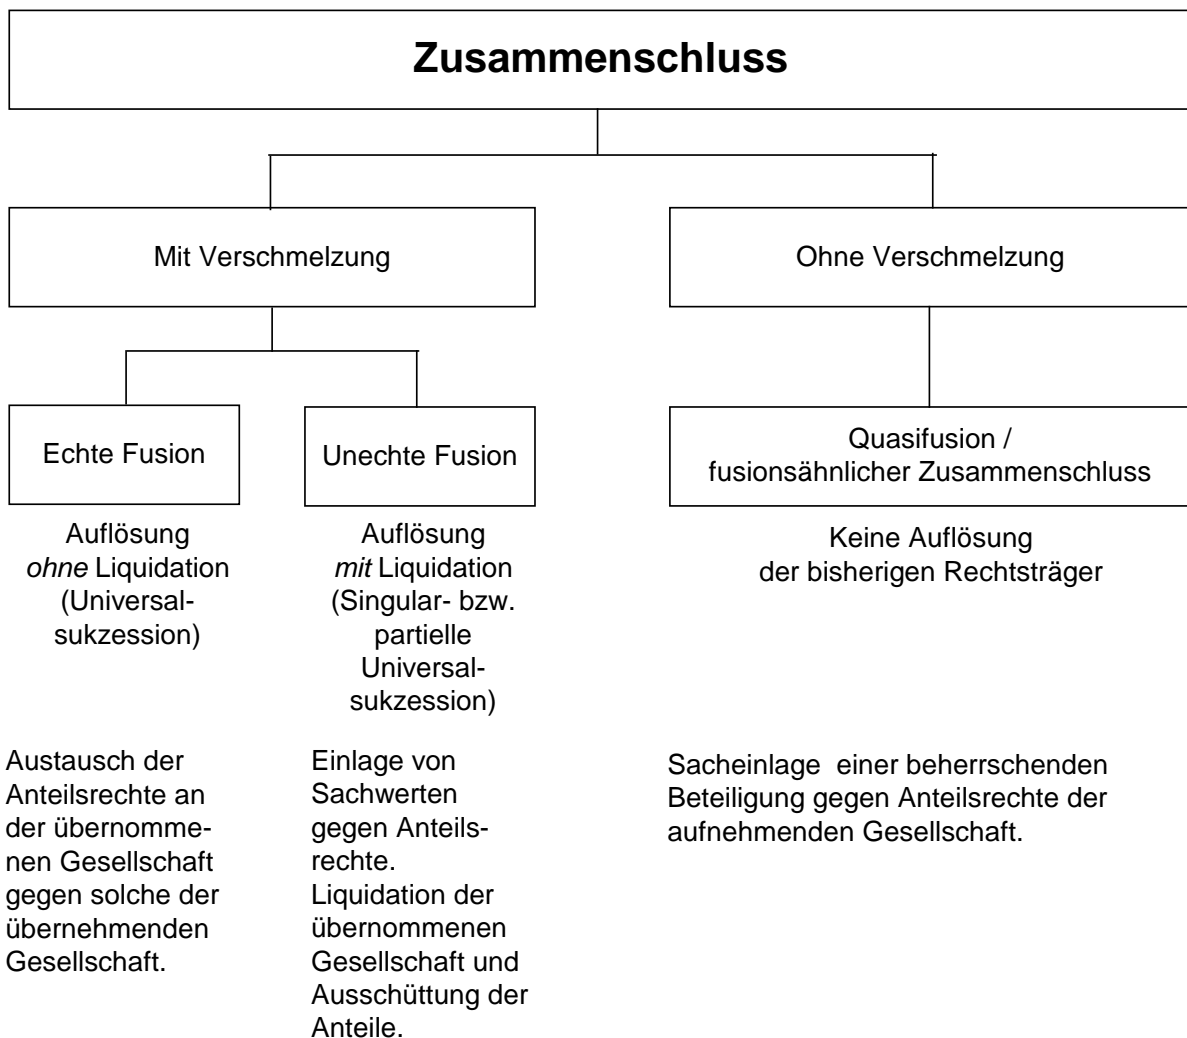 Zusammenschluss
Mit Verschmelzung
Ohne Verschmelzung
Echte Fusion
Unechte Fusion
Quasifusion /
fusionsähnlicher Zusammenschluss
Auflösung
ohne Liquidation
(Universal-
sukzession)
Auflösung
mit Liquidation
(Singular- bzw.
partielle
Universal-
sukzession)
Keine Auflösung
der bisherigen Rechtsträger
Austausch der
Anteilsrechte an
der übernomme-
nen Gesellschaft
gegen solche der
übernehmenden
Gesellschaft.
Einlage von
Sachwerten
gegen Anteils-
rechte.
Liquidation der
übernommenen
Gesellschaft und
Ausschüttung der
Anteile.
Sacheinlage einer beherrschenden
Beteiligung gegen Anteilsrechte der
aufnehmenden Gesellschaft.